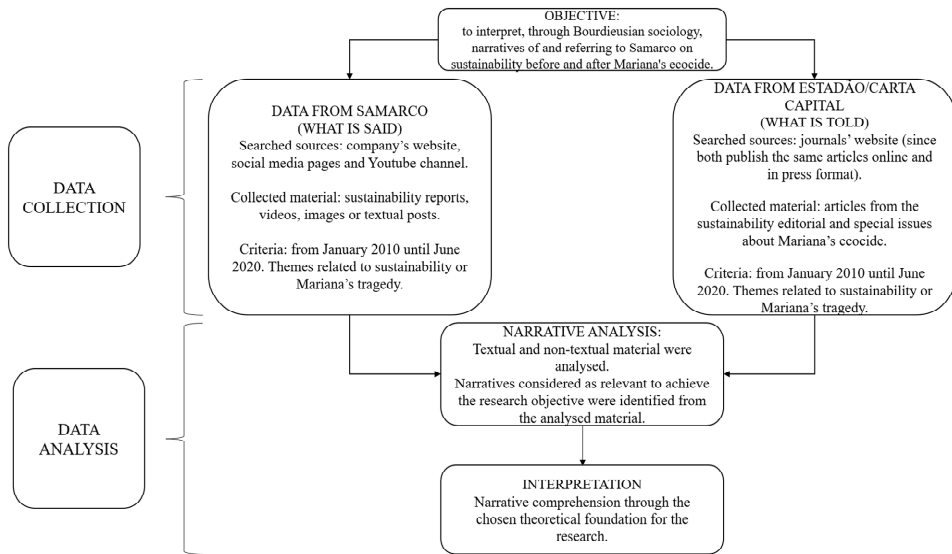 OBJECTIVE:
to interpret, through Bourdieusian sociology,
narratives of and referring to Samarco on
sustainability before and after Mariana's ecocide.
DATA
COLLECTION
DATA FROM SAMARCO
(WHAT IS SAID)
Searched sources: company's website,
social media pages and Youtube channel.
Collected material: sustainability reports,
videos, images or textual posts.
Criteria: from January 2010 until June
2020. Themes related to sustainability or
Mariana's tragedy.
DATA FROM ESTADÃO/CARTA
CAPITAL
(WHAT IS TOLD)
Searched sources: journals' website (since
both publish the same articles online and
in press format).
Collected material: articles from the
sustainability editorial and special issues
about Mariana's ecocide.
Criteria: from January 2010 until June
2020. Themes related to sustainability or
Mariana's tragedy.
DATA
ANALYSIS
NARRATIVE ANALYSIS:
Textual and non-textual material were
analysed.
Narratives considered as relevant to achieve
the research objective were identified from
the analysed material.
INTERPRETATION
Narrative comprehension through the
chosen theoretical foundation for the
research.